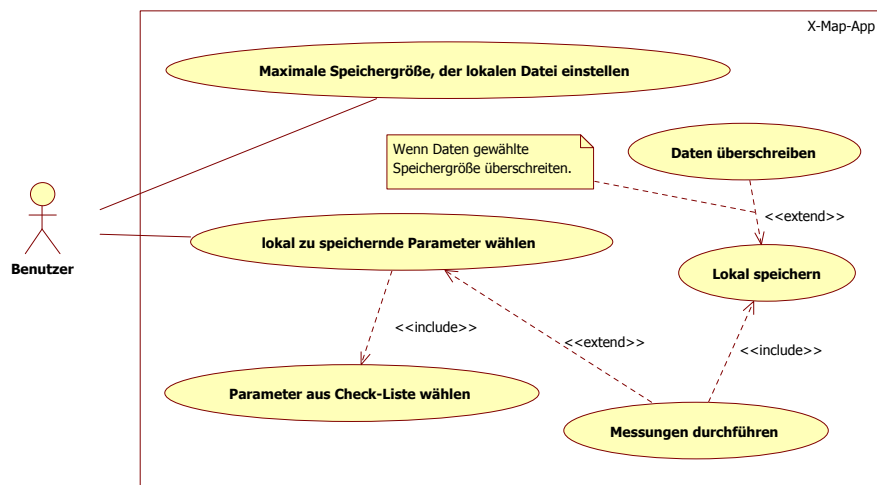 X-Map-App
Maximale Speichergröße, der lokalen Datei einstellen
Wenn Daten gewählte
Speichergröße überschreiten.
Daten überschreiben
<<extend>>
Benutzer
lokal zu speichernde Parameter wählen
Lokal speichern
<<include>>
<<extend>>
<<include>>
Parameter aus Check-Liste wählen
Messungen durchführen